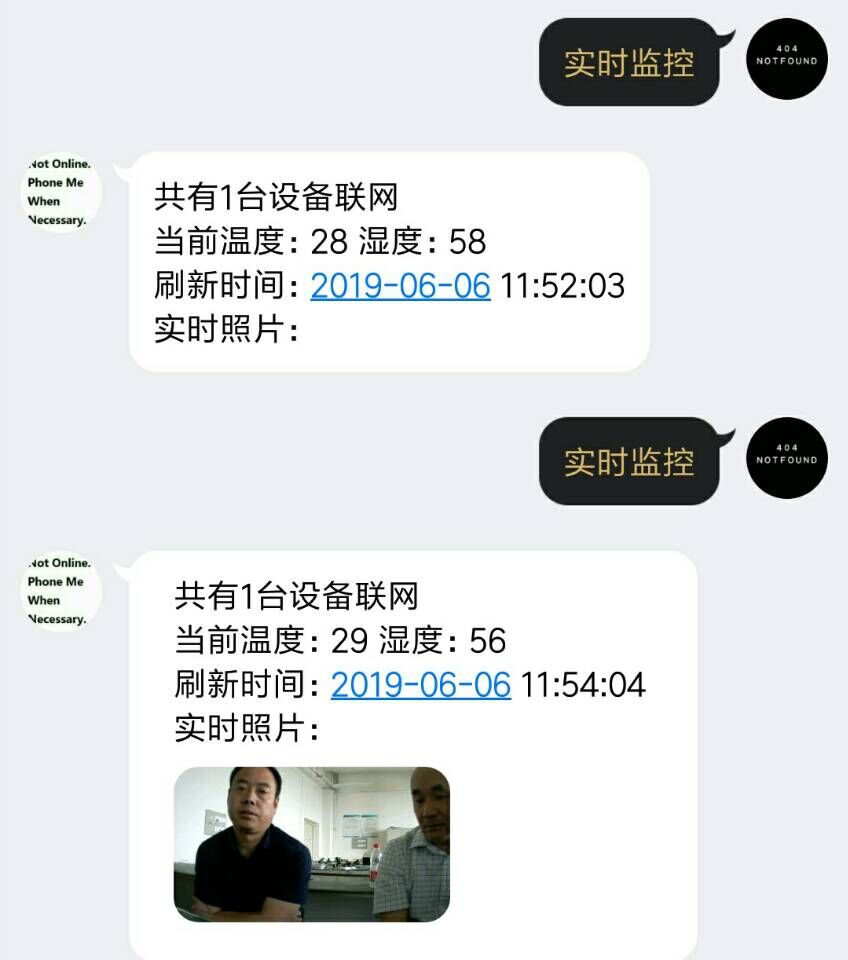 实时监控
404
NOTFOUND
Not Online.
Phone Me
When
Necessary.
共有1台设备联网
当前温度：28 湿度：58
刷新时间：2019-06-06 11:52:03
实时照片：
实时监控
404
NOTFOUND
Not Online.
Phone Me
When
Necessary.
共有1台设备联网
当前温度：29 湿度：56
刷新时间：2019-06-06 11:54:04
实时照片：